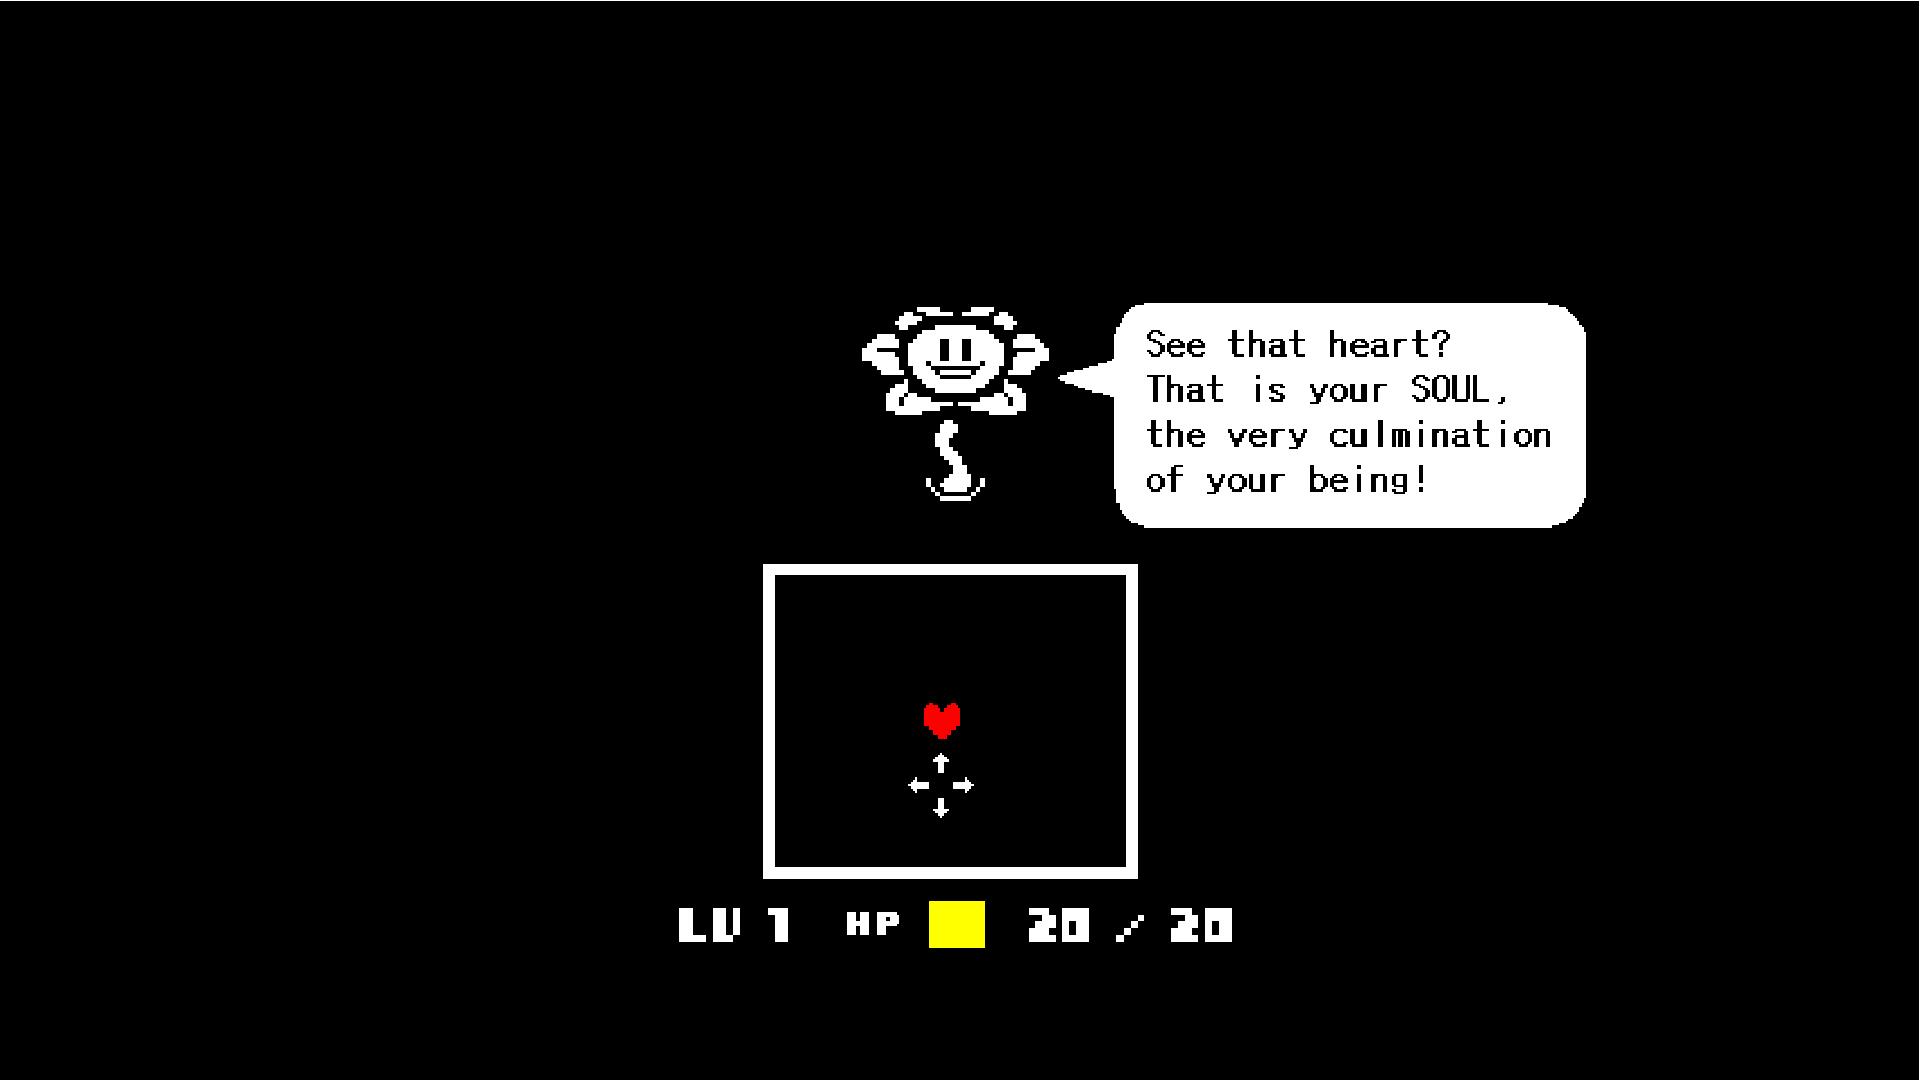 See that heart?
That is your SOUL,
the very culmination
of your being!
LV 1 HP 20 / 20